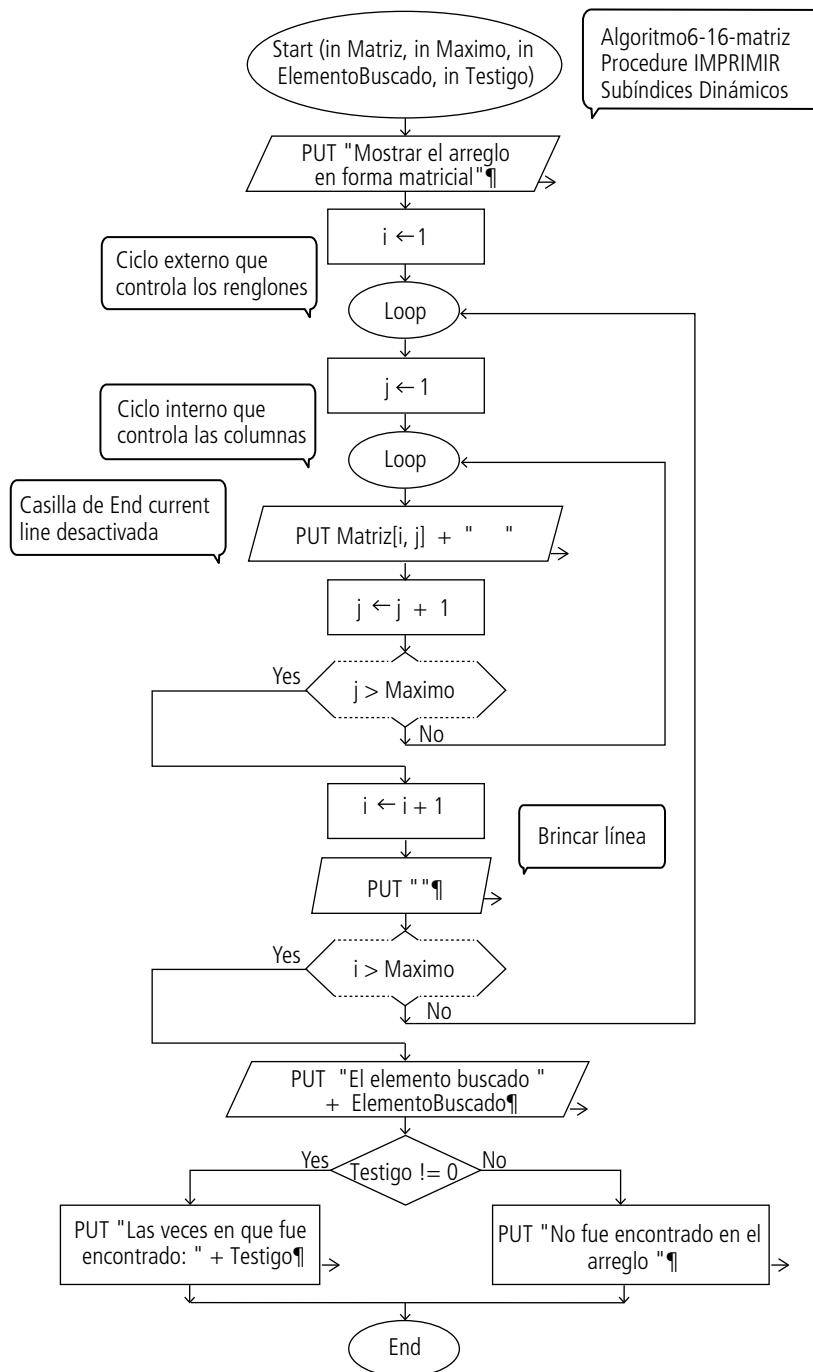 Start (in Matriz, in Maximo, in
ElementoBuscado, in Testigo)
Algoritmo6-16-matriz
Procedure IMPRIMIR
Subíndices Dinámicos
PUT "Mostrar el arreglo
en forma matricial"¶
i ← 1
Ciclo externo que
controla los renglones
Loop
j ← 1
Ciclo interno que
controla las columnas
Loop
Casilla de End current
line desactivada
PUT Matriz[i, j] + "    "
j ← j + 1
Yes
j > Maximo
No
i ← i + 1
Brincar línea
PUT ""¶
Yes
i > Maximo
No
PUT "El elemento buscado "
+ ElementoBuscado¶
Yes
Testigo != 0
No
PUT "Las veces en que fue
encontrado: " + Testigo¶
PUT "No fue encontrado en el
arreglo "¶
End